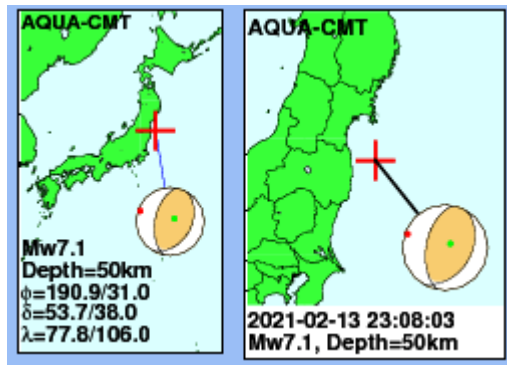 AQUA-CMT
Mw7.1
Depth=50km
φ=190.9/31.0
δ=53.7/38.0
λ=77.8/106.0
AQUA-CMT
2021-02-13 23:08:03
Mw7.1, Depth=50km